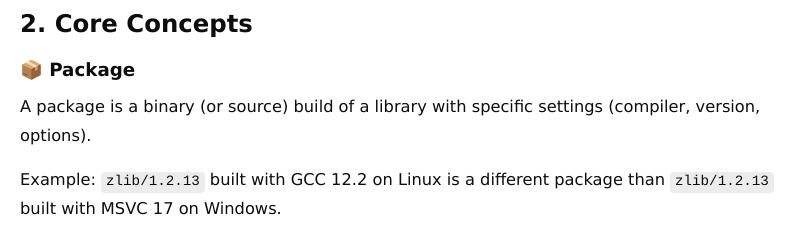 2. Core Concepts
📦 Package
A package is a binary (or source) build of a library with specific settings (compiler, version,
options).
Example: zlib/1.2.13 built with GCC 12.2 on Linux is a different package than zlib/1.2.13
built with MSVC 17 on Windows.